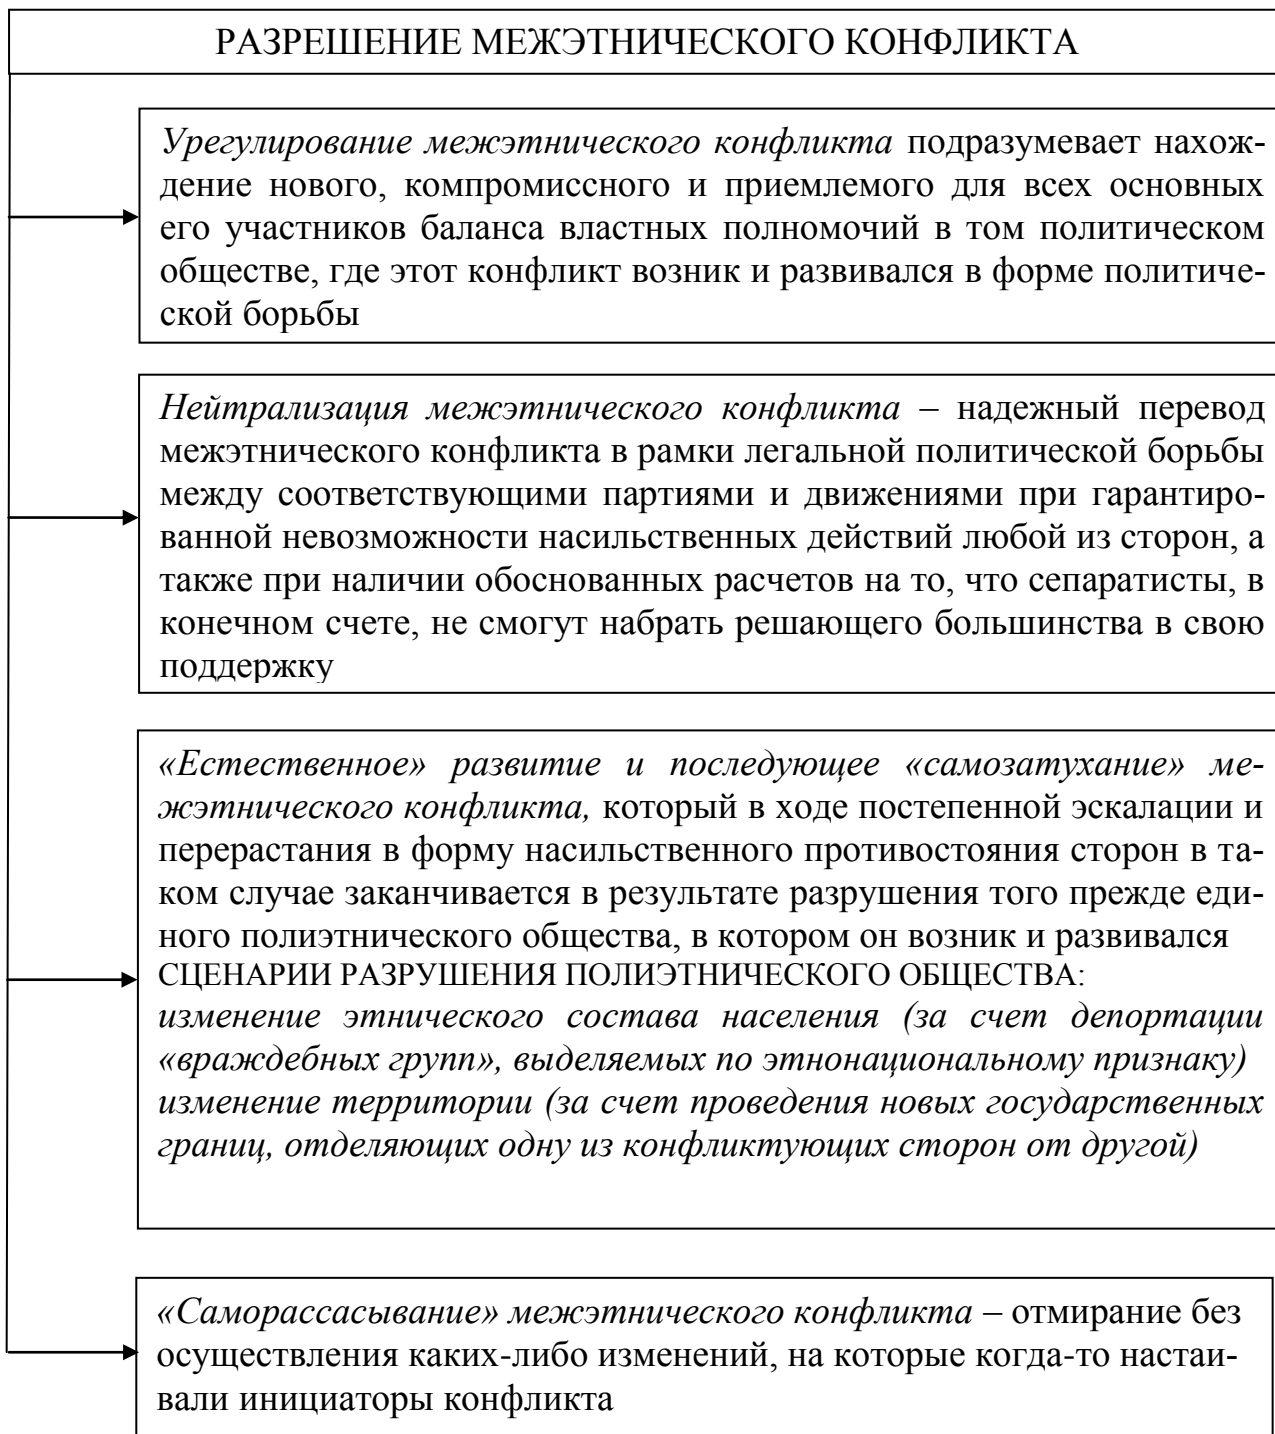 РАЗРЕШЕНИЕ МЕЖЭТНИЧЕСКОГО КОНФЛИКТА
Урегулирование межэтнического конфликта подразумевает нахож-
дение нового, компромиссного и приемлемого для всех основных
его участников баланса властных полномочий в том политическом
обществе, где этот конфликт возник и развивался в форме политиче-
ской борьбы
Нейтрализация межэтнического конфликта – надежный перевод
межэтнического конфликта в рамки легальной политической борьбы
между соответствующими партиями и движениями при гарантиро-
ванной невозможности насильственных действий любой из сторон, а
также при наличии обоснованных расчетов на то, что сепаратисты, в
конечном счете, не смогут набрать решающего большинства в свою
поддержку
«Естественное» развитие и последующее «самозатухание» ме-
жэтнического конфликта, который в ходе постепенной эскалации и
перерастания в форму насильственного противостояния сторон в та-
ком случае заканчивается в результате разрушения того прежде еди-
ного полиэтнического общества, в котором он возник и развивался
СЦЕНАРИИ РАЗРУШЕНИЯ ПОЛИЭТНИЧЕСКОГО ОБЩЕСТВА:
изменение этнического состава населения (за счет депортации
«враждебных групп», выделяемых по этнонациональному признаку)
изменение территории (за счет проведения новых государственных
границ, отделяющих одну из конфликтующих сторон от другой)
«Саморассасывание» межэтнического конфликта – отмирание без
осуществления каких-либо изменений, на которые когда-то настаи-
вали инициаторы конфликта